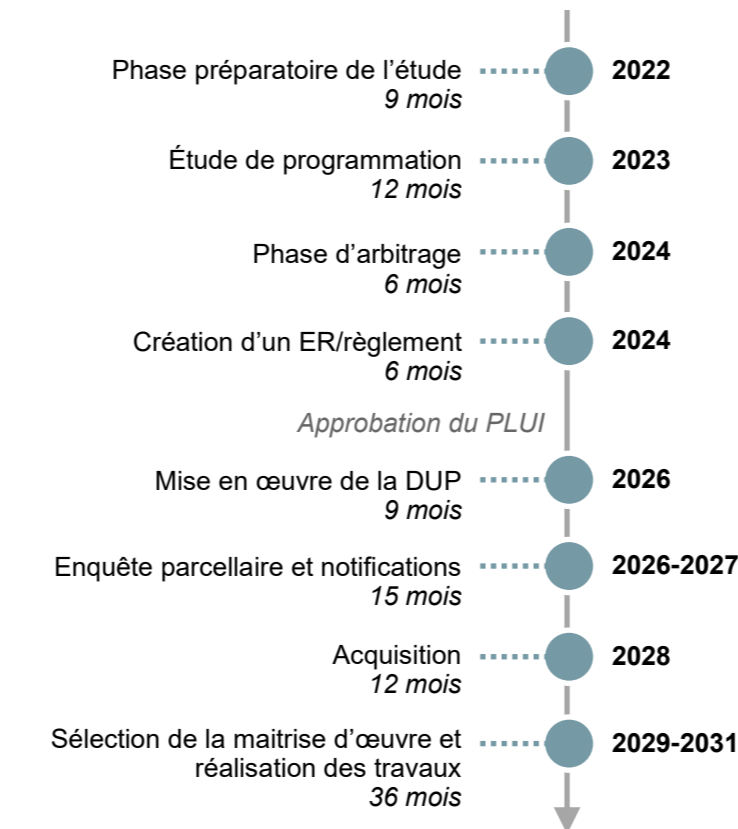 Phase préparatoire de l’étude 2022
9 mois
Étude de programmation 2023
12 mois
Phase d’arbitrage 2024
6 mois
Création d’un ER/règlement 2024
6 mois
Approbation du PLUI
Mise en œuvre de la DUP 2026
9 mois
Enquête parcellaire et notifications 2026-2027
15 mois
Acquisition 2028
12 mois
Sélection de la maitrise d’œuvre et 2029-2031
réalisation des travaux
36 mois